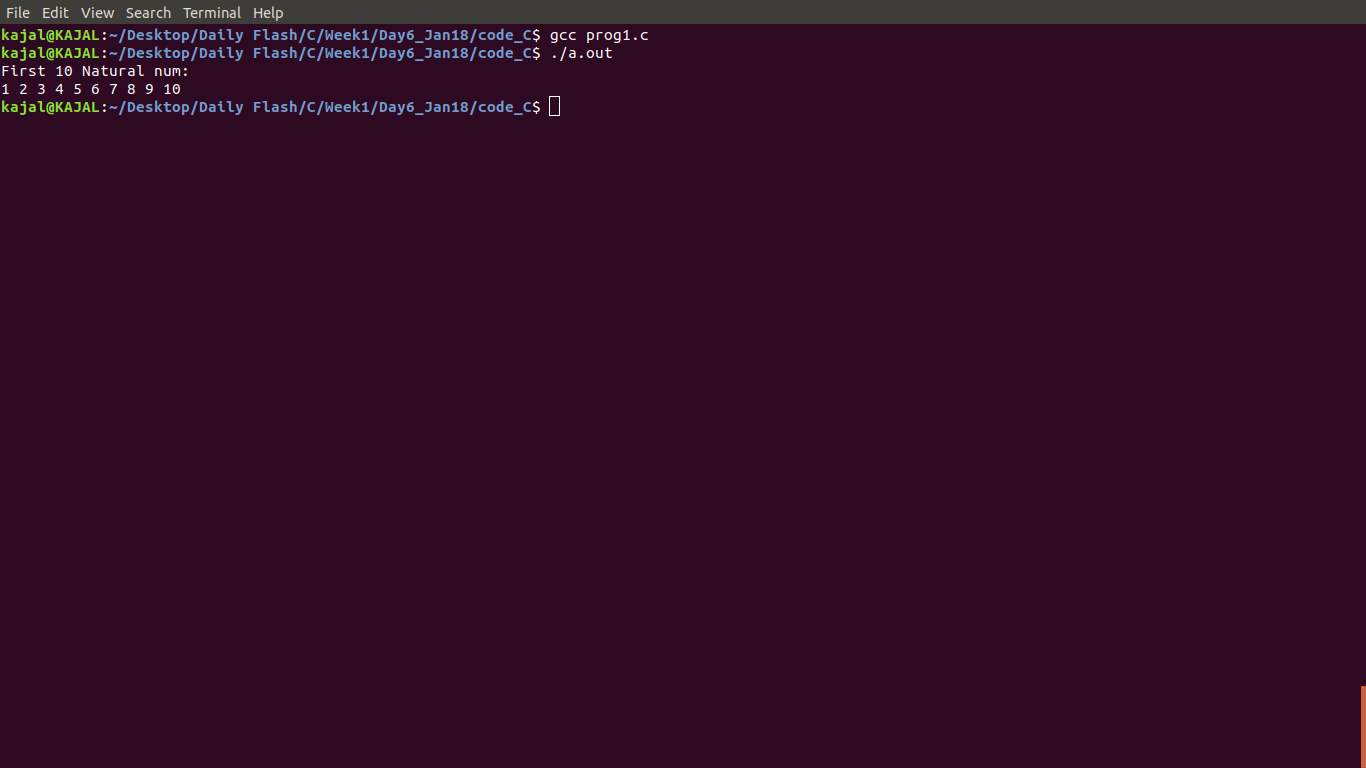 File Edit View Search Terminal Help
kajal@KAJAL:~/Desktop/Daily Flash/C/Week1/Day6_Jan18/code_C$ gcc prog1.c
kajal@KAJAL:~/Desktop/Daily Flash/C/Week1/Day6_Jan18/code_C$ ./a.out
First 10 Natural num:
1 2 3 4 5 6 7 8 9 10
kajal@KAJAL:~/Desktop/Daily Flash/C/Week1/Day6_Jan18/code_C$